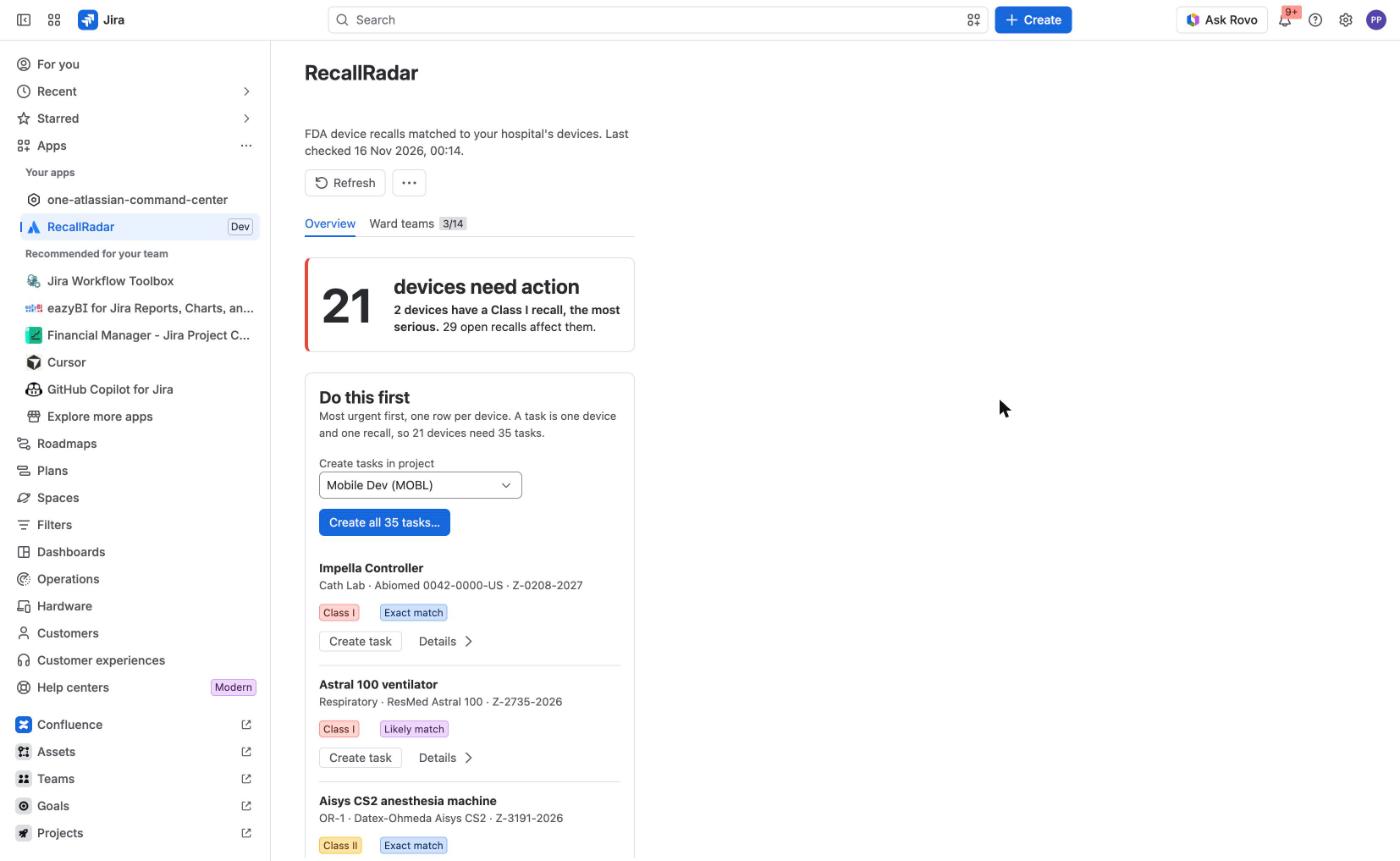 Jira
Search
Create
Ask Rovo
9+
PP
For you
Recent
Starred
Apps
Your apps
one-atlassian-command-center
RecallRadar
Dev
Recommended for your team
Jira Workflow Toolbox
eazyBI for Jira Reports, Charts, an...
Financial Manager - Jira Project C...
Cursor
GitHub Copilot for Jira
Explore more apps
Roadmaps
Plans
Spaces
Filters
Dashboards
Operations
Hardware
Customers
Customer experiences
Help centers
Modern
Confluence
Assets
Teams
Goals
Projects
RecallRadar
FDA device recalls matched to your hospital's devices. Last
checked 16 Nov 2026, 00:14.
Refresh
Overview
Ward teams 3/14
21
devices need action
2 devices have a Class I recall, the most
serious. 29 open recalls affect them.
Do this first
Most urgent first, one row per device. A task is one device
and one recall, so 21 devices need 35 tasks.
Create tasks in project
Mobile Dev (MOBL)
Create all 35 tasks...
Impella Controller
Cath Lab · Abiomed 0042-0000-US · Z-0208-2027
Class I
Exact match
Create task
Details
Astral 100 ventilator
Respiratory · ResMed Astral 100 · Z-2735-2026
Class I
Likely match
Create task
Details
Aisys CS2 anesthesia machine
OR-1 · Datex-Ohmeda Aisys CS2 · Z-3191-2026
Class II
Exact match